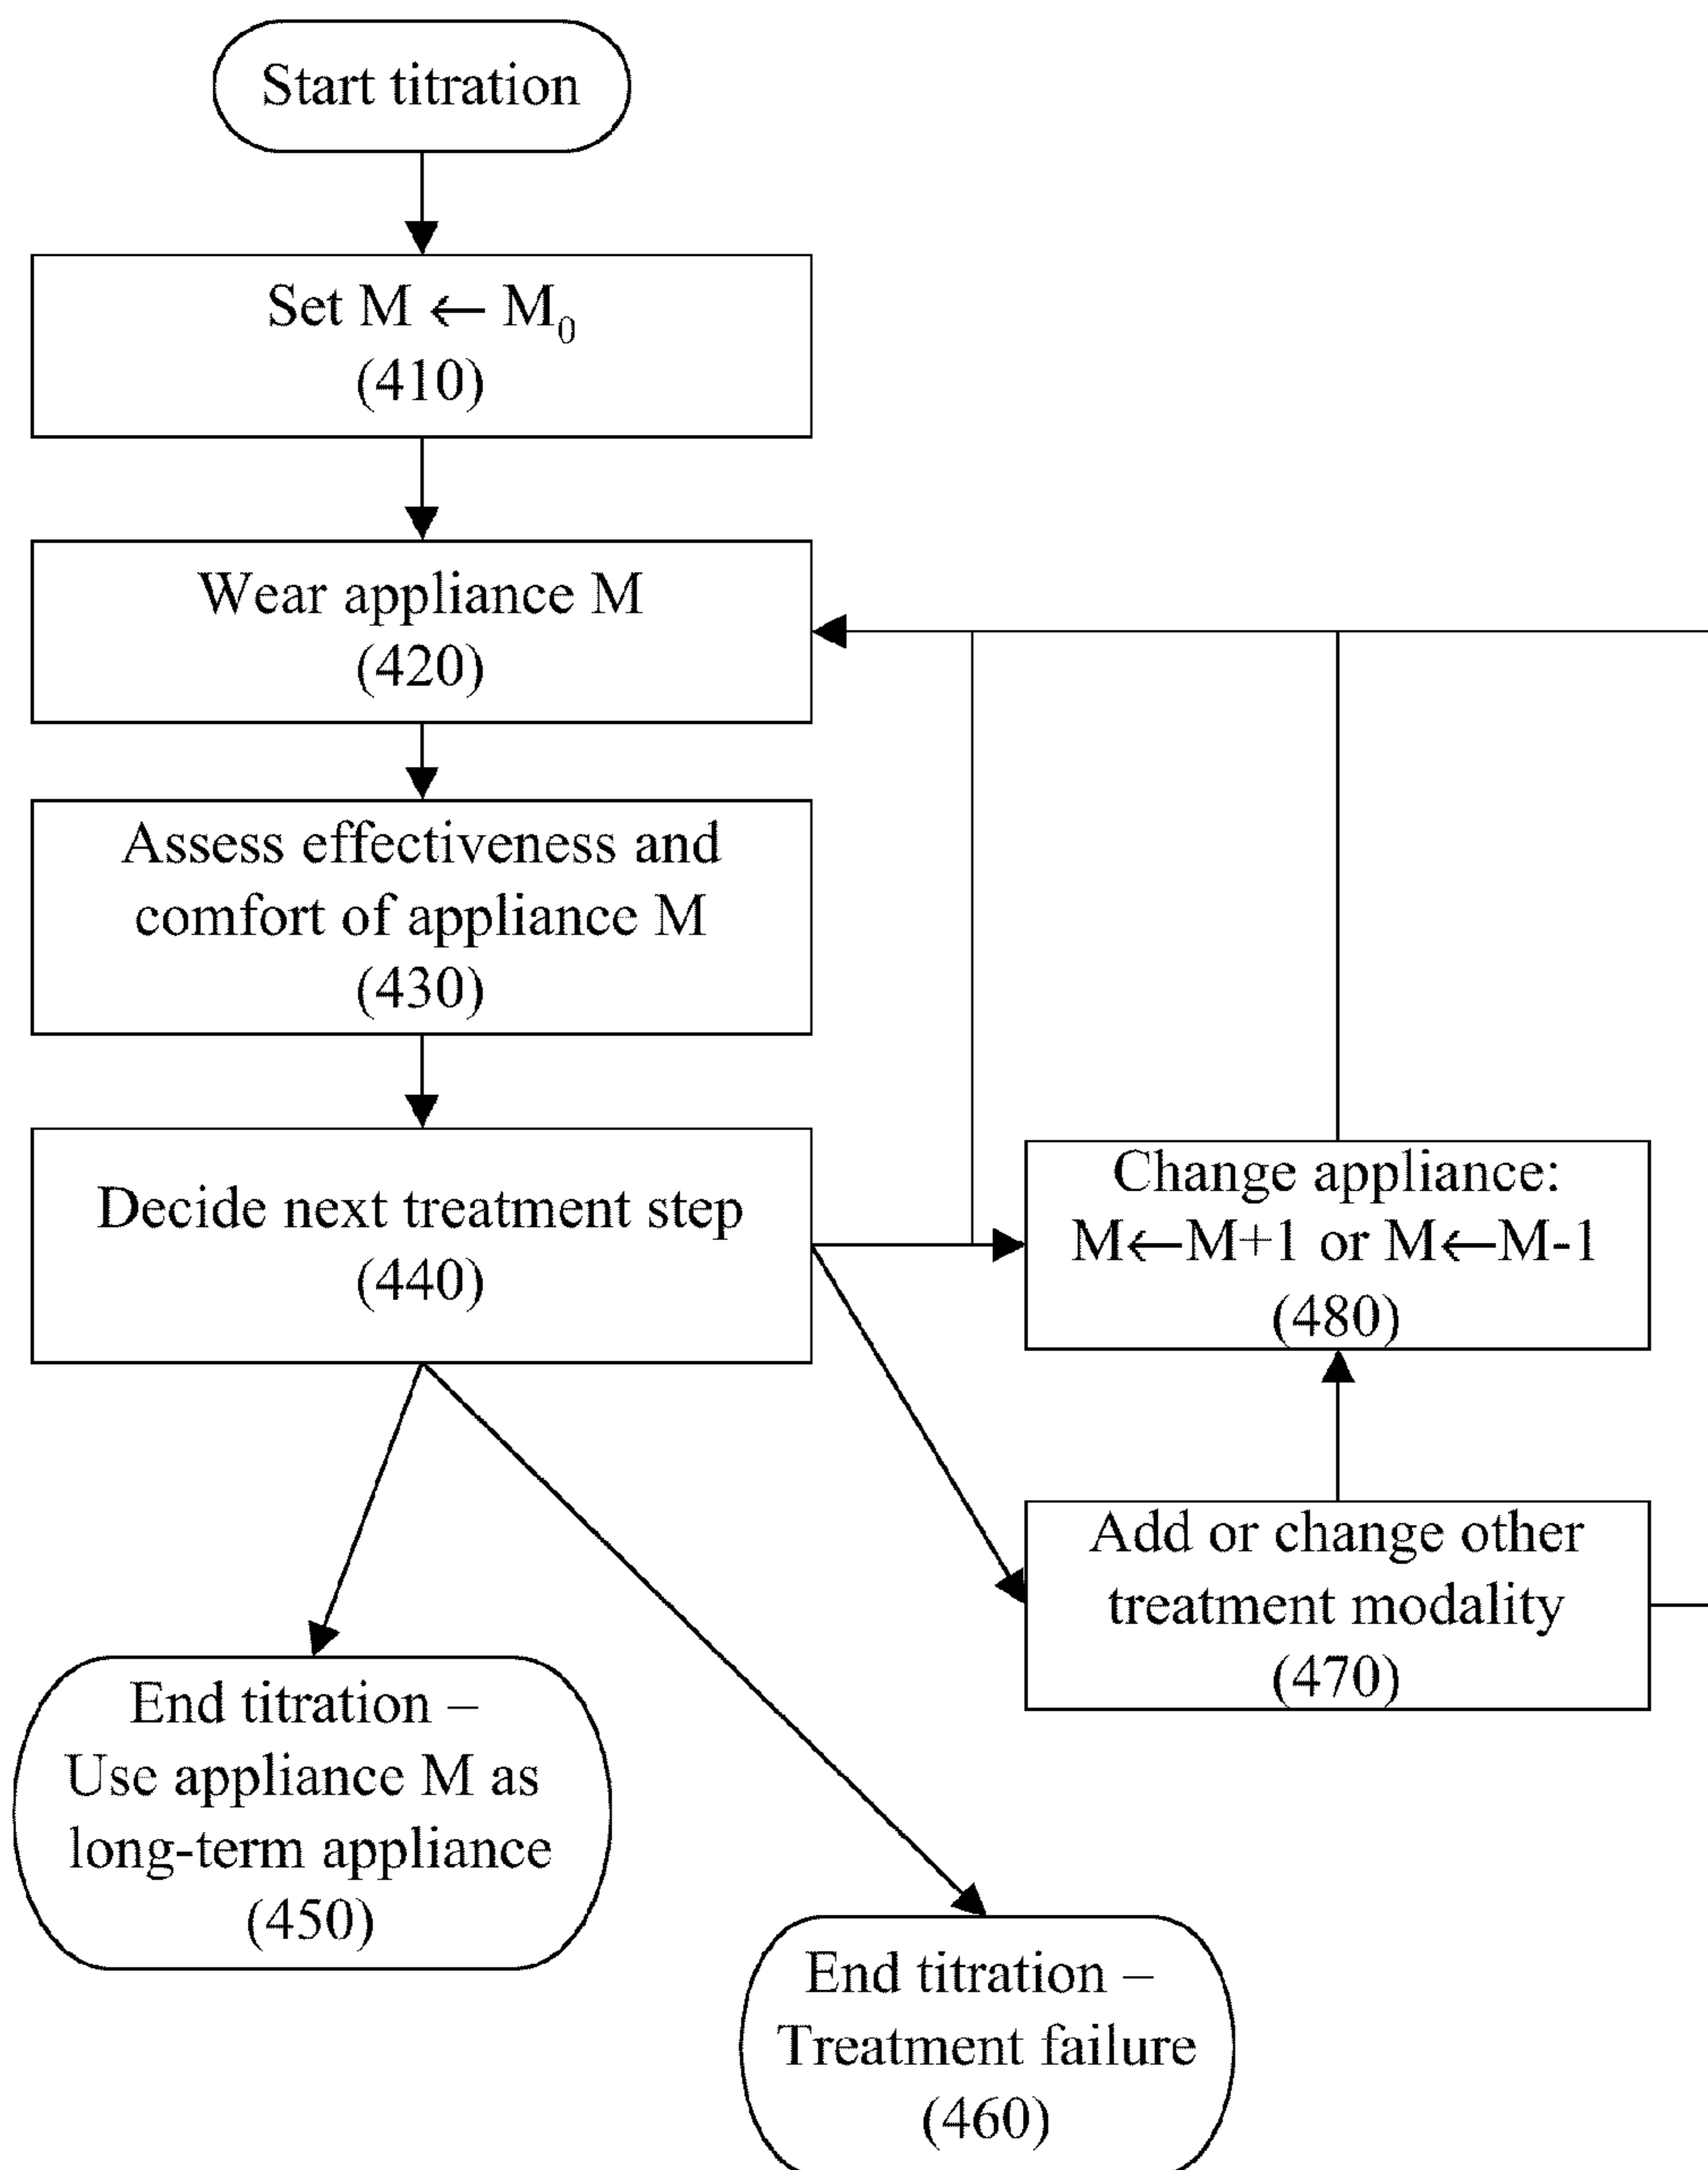 Start titration
Set M ← M₀
(410)
Wear appliance M
(420)
Assess effectiveness and
comfort of appliance M
(430)
Decide next treatment step
(440)
Change appliance:
M←M+1 or M←M-1
(480)
Add or change other
treatment modality
(470)
End titration –
Use appliance M as
long-term appliance
(450)
End titration –
Treatment failure
(460)